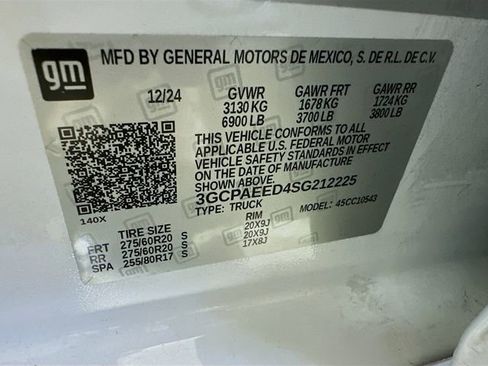 gm
MFD BY GENERAL MOTORS DE MEXICO, S. DE R.L. DE C.V.
12/24 GVWR GAWR FRT GAWR RR
3130 KG 1678 KG 1724 KG
6900 LB 3700 LB 3800 LB
THIS VEHICLE CONFORMS TO ALL
APPLICABLE U.S. FEDERAL MOTOR
VEHICLE SAFETY STANDARDS IN EFFECT
ON THE DATE OF MANUFACTURE
SHOWN ABOVE.
3GCPAEED4SG212225
140X TYPE: TRUCK MODEL: 45CC10543
TIRE SIZE RIM
FRT 275/60R20 S 20X9J
RR 275/60R20 S 20X9J
SPA 255/80R17 S 17X8J